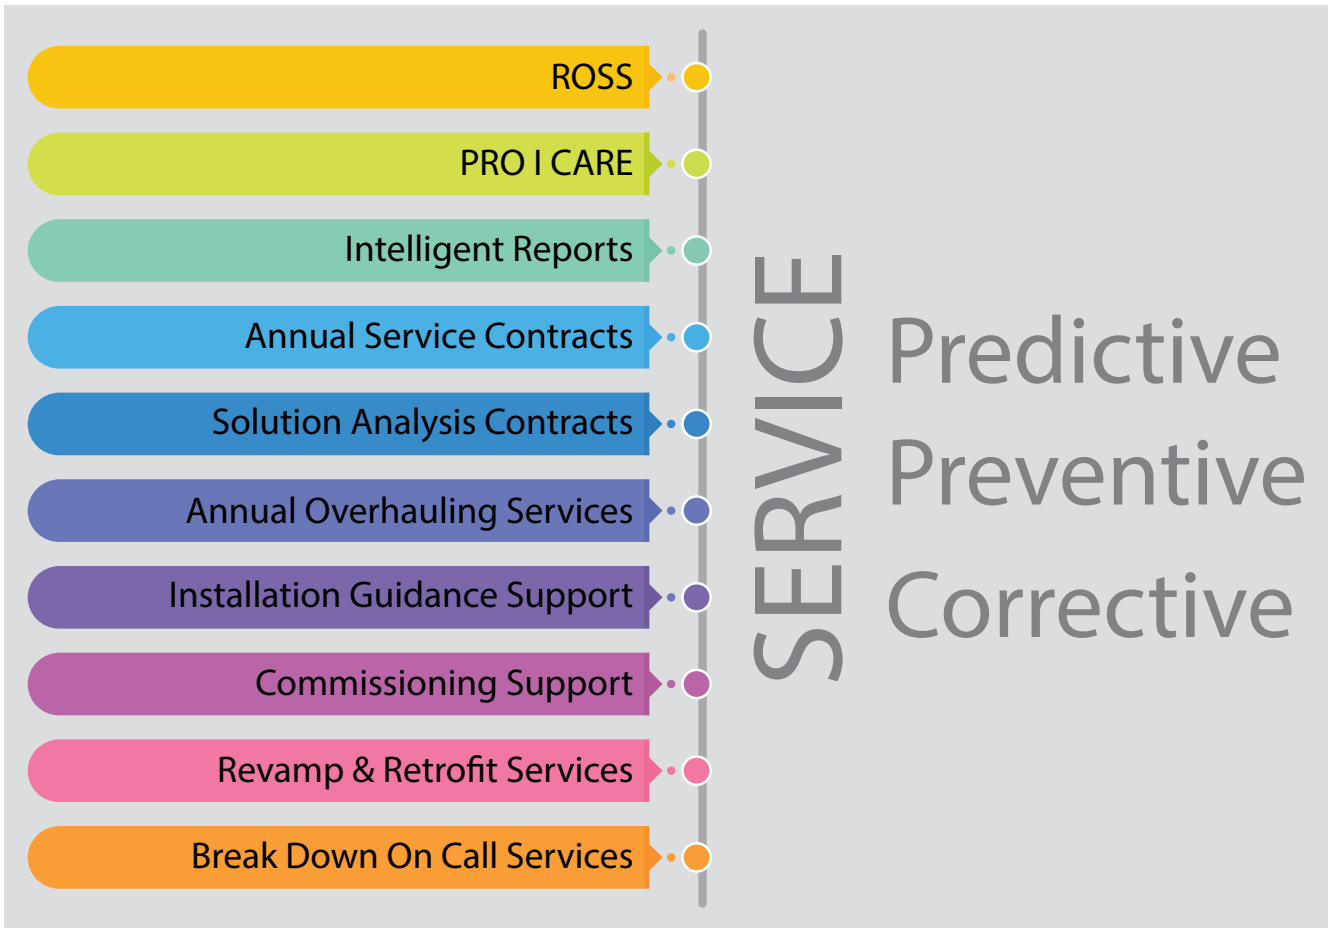 ROSS
PRO I CARE
Intelligent Reports
Annual Service Contracts
Solution Analysis Contracts
Annual Overhauling Services
Installation Guidance Support
Commissioning Support
Revamp & Retrofit Services
Break Down On Call Services
SERVICE
Predictive
Preventive
Corrective